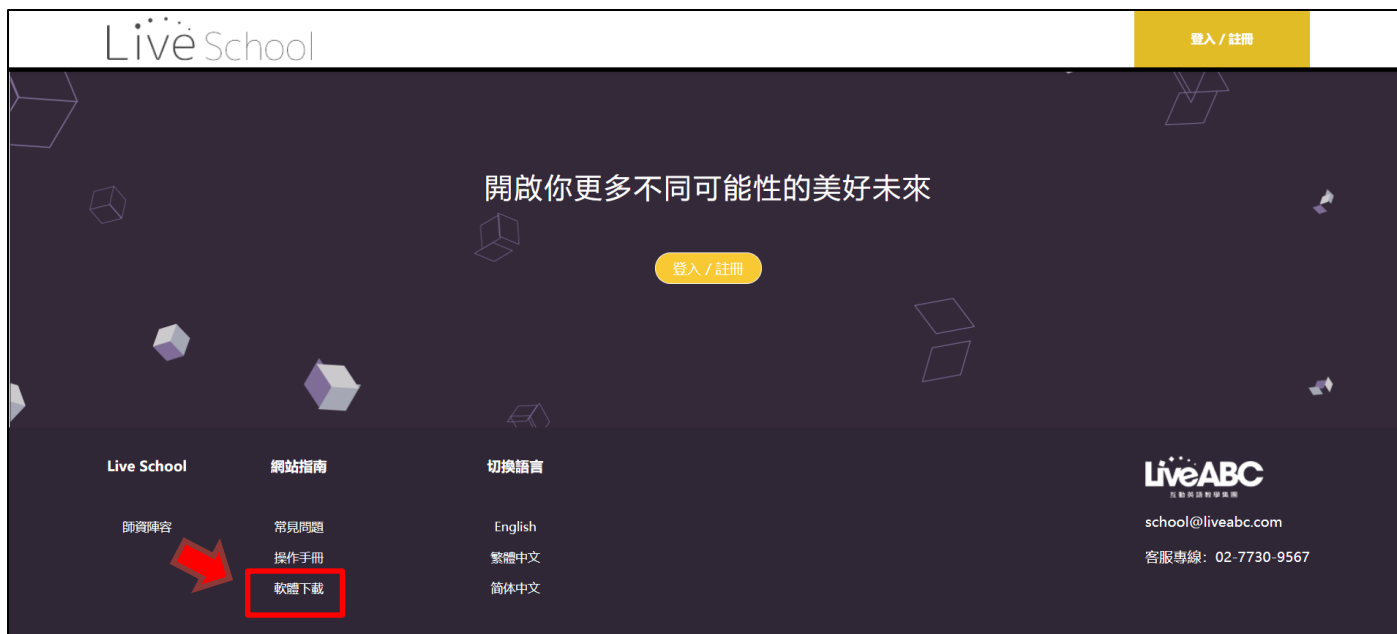 Live School
登入 / 註冊
開啟你更多不同可能性的美好未來
登入 / 註冊
Live School
師資陣容
網站指南
常見問題
操作手冊
軟體下載
切換語言
English
繁體中文
简体中文
LiveABC
互動英語教學集團
school@liveabc.com
客服專線：02-7730-9567